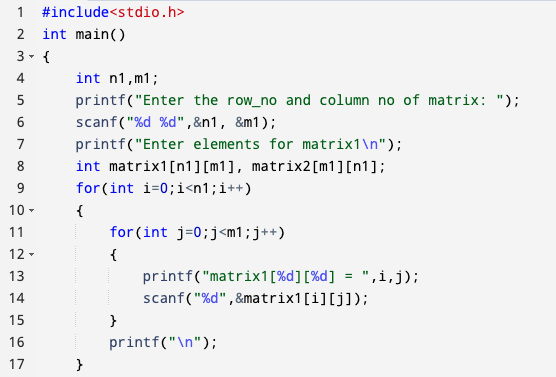 1 #include<stdio.h>
2 int main()
3 {
4 int n1,m1;
5 printf("Enter the row_no and column no of matrix: ");
6 scanf("%d %d",&n1, &m1);
7 printf("Enter elements for matrix1\n");
8 int matrix1[n1][m1], matrix2[m1][n1];
9 for(int i=0;i<n1;i++)
10 {
11 for(int j=0;j<m1;j++)
12 {
13 printf("matrix1[%d][%d] = ",i,j);
14 scanf("%d",&matrix1[i][j]);
15 }
16 printf("\n");
17 }